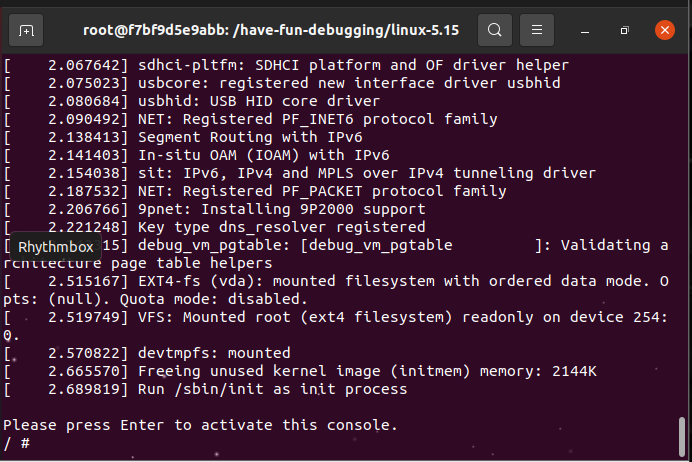 root@f7bf9d5e9abb: /have-fun-debugging/linux-5.15
[    2.067642] sdhci-pltfm: SDHCI platform and OF driver helper
[    2.075023] usbcore: registered new interface driver usbhid
[    2.080684] usbhid: USB HID core driver
[    2.090492] NET: Registered PF_INET6 protocol family
[    2.138413] Segment Routing with IPv6
[    2.141403] In-situ OAM (IOAM) with IPv6
[    2.154038] sit: IPv6, IPv4 and MPLS over IPv4 tunneling driver
[    2.187532] NET: Registered PF_PACKET protocol family
[    2.206766] 9pnet: Installing 9P2000 support
[    2.221248] Key type dns_resolver registered
Rhythmbox
[ 15] debug_vm_pgtable: [debug_vm_pgtable         ]: Validating a
rchitecture page table helpers
[    2.515167] EXT4-fs (vda): mounted filesystem with ordered data mode. O
pts: (null). Quota mode: disabled.
[    2.519749] VFS: Mounted root (ext4 filesystem) readonly on device 254:
0.
[    2.570822] devtmpfs: mounted
[    2.665570] Freeing unused kernel image (initmem) memory: 2144K
[    2.689819] Run /sbin/init as init process
Please press Enter to activate this console.
/ #